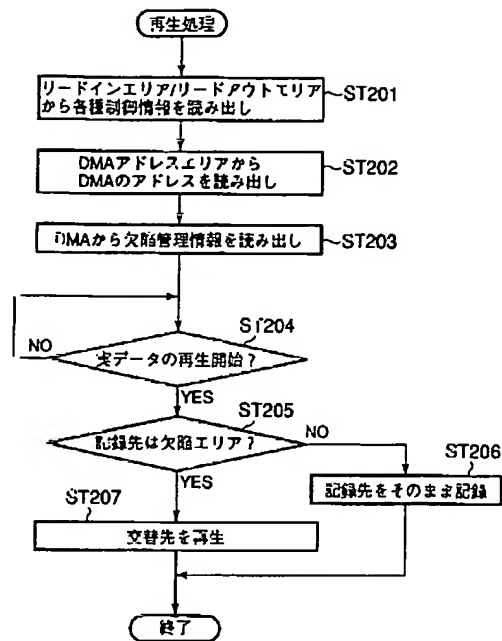 再生処理
リードインエリア/リードアウトエリア
から各種制御情報を読み出し
ST201
DMAアドレスエリアから
DMAのアドレスを読み出し
ST202
DMAから欠陥管理情報を読み出し
ST203
ST204
NO
実データの再生開始?
YES
ST205
記録先は欠陥エリア?
NO
YES
ST206
記録先をそのまま記録
ST207
交替先を再生
終了